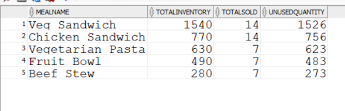 MEALNAME TOTALINVENTORY TOTALSOLD UNUSEDQUANTITY
1 Veg Sandwich 1540 14 1526
2 Chicken Sandwich 770 14 756
3 Vegetarian Pasta 630 7 623
4 Fruit Bowl 490 7 483
5 Beef Stew 280 7 273